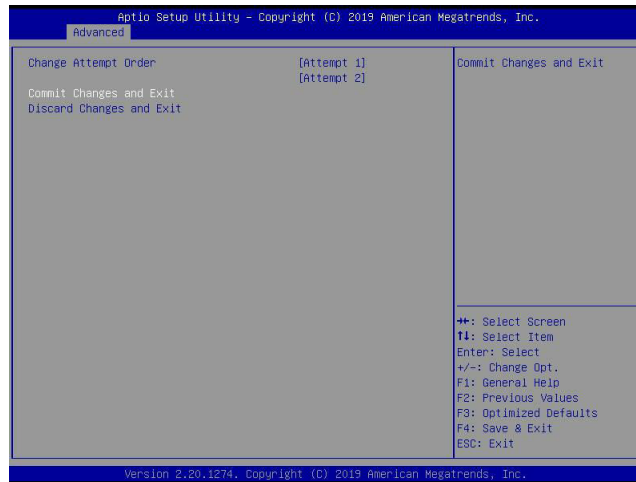 Aptio Setup Utility – Copyright (C) 2019 American Megatrends, Inc.
Advanced
Change Attempt Order [Attempt 1]
[Attempt 2]
Commit Changes and Exit
Discard Changes and Exit
Commit Changes and Exit
→←: Select Screen
↑↓: Select Item
Enter: Select
+/-: Change Opt.
F1: General Help
F2: Previous Values
F3: Optimized Defaults
F4: Save & Exit
ESC: Exit
Version 2.20.1274. Copyright (C) 2019 American Megatrends, Inc.